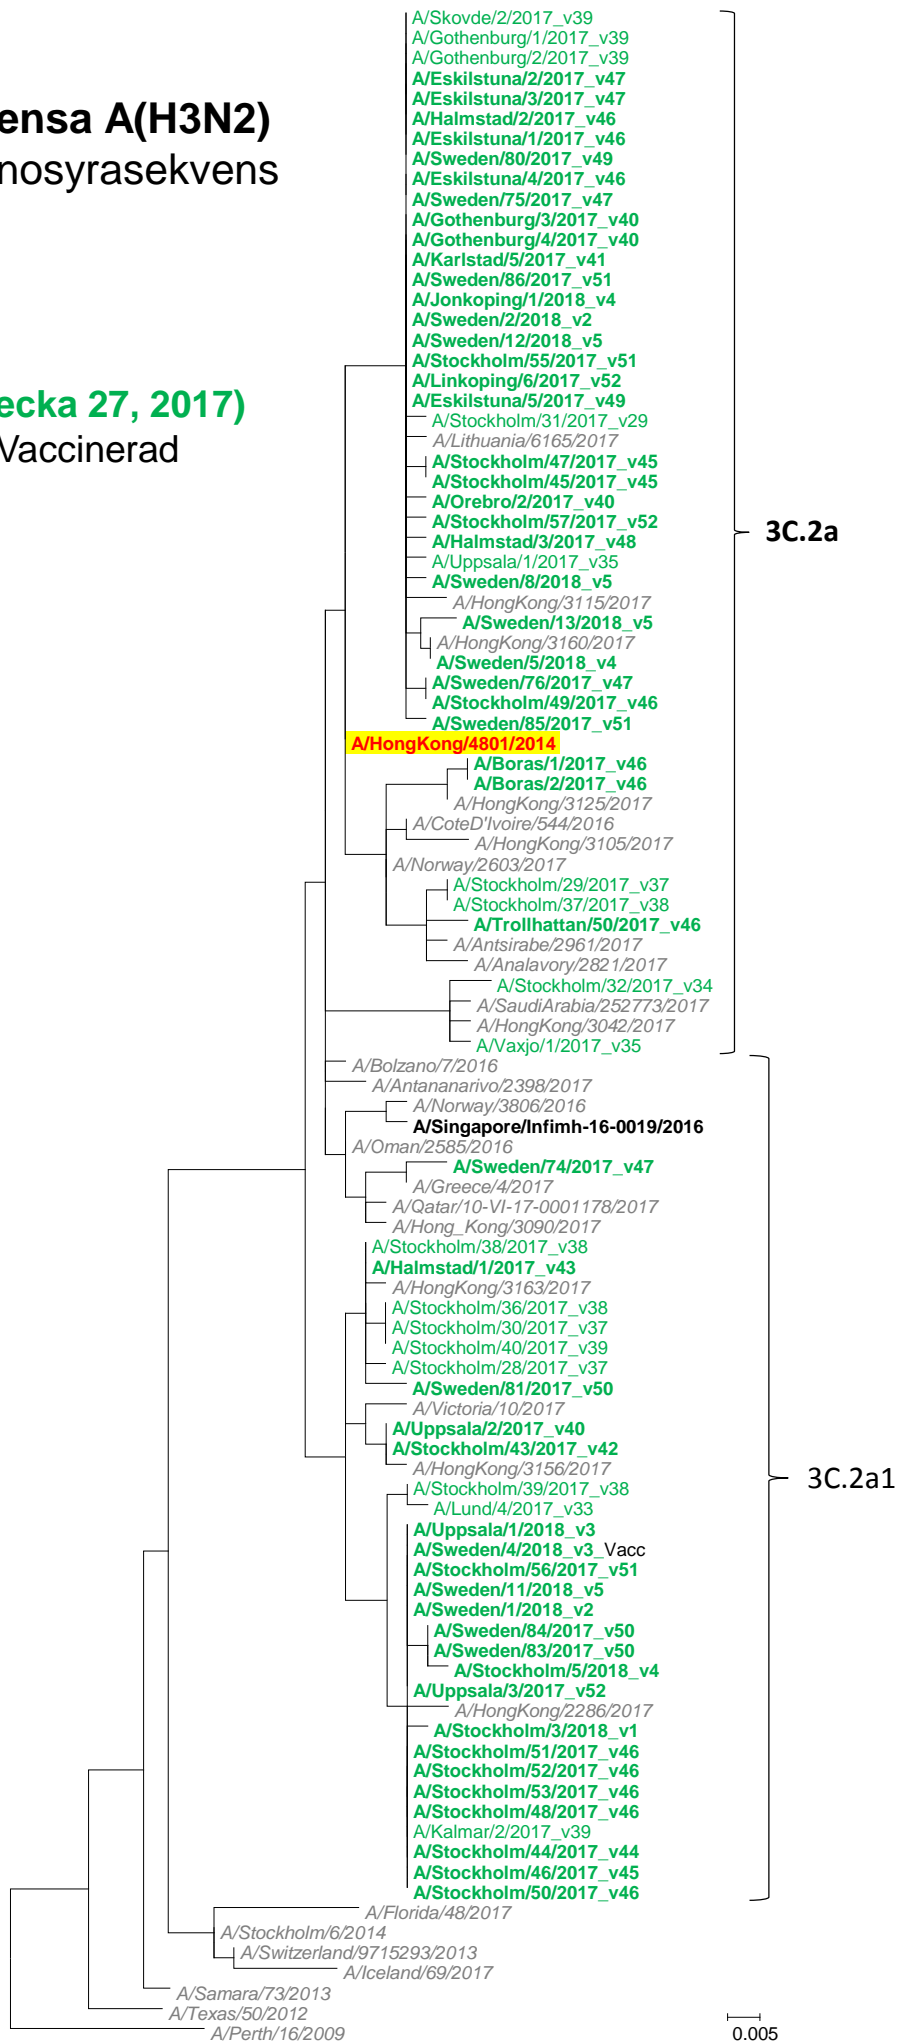 A/Skovde/2/2017_v39
A/Gothenburg/1/2017_v39
A/Gothenburg/2/2017_v39
A/Eskilstuna/2/2017_v47
A/Eskilstuna/3/2017_v47
ensa A(H3N2)
A/Halmstad/2/2017_v46
A/Eskilstuna/1/2017_v46
A/Sweden/80/2017_v49
nosyrasekvens
A/Eskilstuna/4/2017_v46
A/Sweden/75/2017_v47
A/Gothenburg/3/2017_v40
A/Gothenburg/4/2017_v40
A/Karlstad/5/2017_v41
A/Sweden/86/2017_v51
A/Jonkoping/1/2018_v4
A/Sweden/2/2018_v2
A/Sweden/12/2018_v5
A/Stockholm/55/2017_v51
A/Linkoping/6/2017_v52
A/Eskilstuna/5/2017_v49
ecka 27, 2017)
A/Stockholm/31/2017_v29
A/Lithuania/6165/2017
Vaccinerad
A/Stockholm/47/2017_v45
A/Stockholm/45/2017_v45
A/Orebro/2/2017_v40
A/Stockholm/57/2017_v52
3C.2a
A/Halmstad/3/2017_v48
A/Uppsala/1/2017_v35
A/Sweden/8/2018_v5
A/HongKong/3115/2017
A/Sweden/13/2018_v5
A/HongKong/3160/2017
A/Sweden/5/2018_v4
A/Sweden/76/2017_v47
A/Stockholm/49/2017_v46
A/Sweden/85/2017_v51
A/HongKong/4801/2014
A/Boras/1/2017_v46
A/Boras/2/2017_v46
A/HongKong/3125/2017
A/CoteD'Ivoire/544/2016
A/HongKong/3105/2017
A/Norway/2603/2017
A/Stockholm/29/2017_v37
A/Stockholm/37/2017_v38
A/Trollhattan/50/2017_v46
A/Antsirabe/2961/2017
A/Analavory/2821/2017
A/Stockholm/32/2017_v34
A/SaudiArabia/252773/2017
A/HongKong/3042/2017
A/Vaxjo/1/2017_v35
A/Bolzano/7/2016
A/Antananarivo/2398/2017
A/Norway/3806/2016
A/Singapore/Infimh-16-0019/2016
A/Oman/2585/2016
A/Sweden/74/2017_v47
A/Greece/4/2017
A/Qatar/10-VI-17-0001178/2017
A/Hong_Kong/3090/2017
A/Stockholm/38/2017_v38
A/Halmstad/1/2017_v43
A/HongKong/3163/2017
A/Stockholm/36/2017_v38
A/Stockholm/30/2017_v37
A/Stockholm/40/2017_v39
A/Stockholm/28/2017_v37
A/Sweden/81/2017_v50
A/Victoria/10/2017
A/Uppsala/2/2017_v40
A/Stockholm/43/2017_v42
A/HongKong/3156/2017
3C.2a1
A/Stockholm/39/2017_v38
A/Lund/4/2017_v33
A/Uppsala/1/2018_v3
A/Sweden/4/2018_v3_Vacc
A/Stockholm/56/2017_v51
A/Sweden/11/2018_v5
A/Sweden/1/2018_v2
A/Sweden/84/2017_v50
A/Sweden/83/2017_v50
A/Stockholm/5/2018_v4
A/Uppsala/3/2017_v52
A/HongKong/2286/2017
A/Stockholm/3/2018_v1
A/Stockholm/51/2017_v46
A/Stockholm/52/2017_v46
A/Stockholm/53/2017_v46
A/Stockholm/48/2017_v46
A/Kalmar/2/2017_v39
A/Stockholm/44/2017_v44
A/Stockholm/46/2017_v45
A/Stockholm/50/2017_v46
A/Florida/48/2017
A/Stockholm/6/2014
A/Switzerland/9715293/2013
A/Iceland/69/2017
A/Samara/73/2013
A/Texas/50/2012
A/Perth/16/2009
0.005